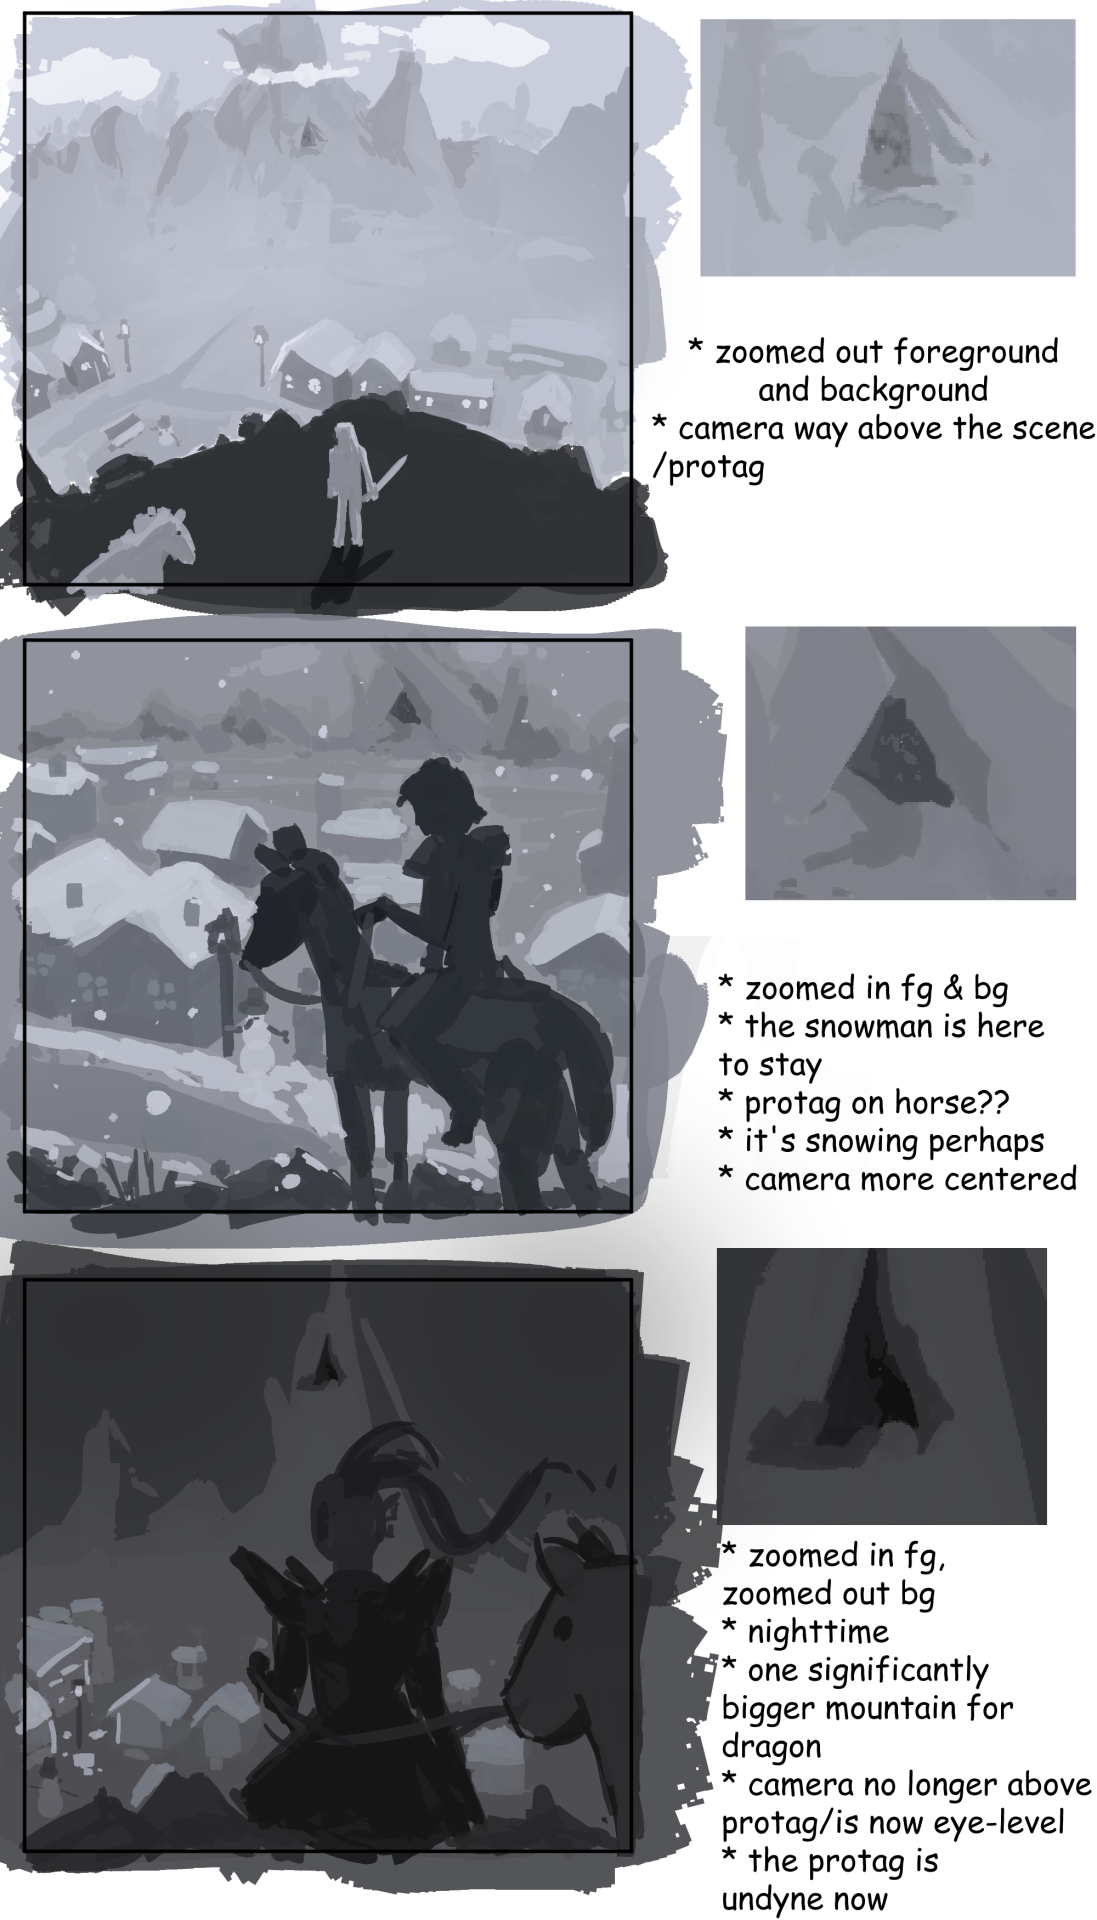 * zoomed out foreground
and background
* camera way above the scene
/protag
* zoomed in fg & bg
* the snowman is here
to stay
* protag on horse??
* it's snowing perhaps
* camera more centered
* zoomed in fg,
zoomed out bg
* nighttime
* one significantly
bigger mountain for
dragon
* camera no longer above
protag/is now eye-level
* the protag is
undyne now